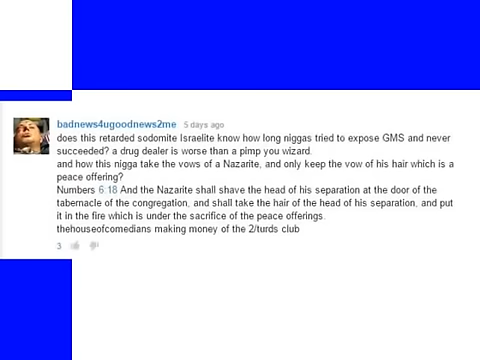 badnews4ugoodnews2me 5 days ago
does this retarded sodomite Israelite know how long niggas tried to expose GMS and never
succeeded? a drug dealer is worse than a pimp you wizard.
and how this nigga take the vows of a Nazarite, and only keep the vow of his hair which is a
peace offering?
Numbers 6:18 And the Nazarite shall shave the head of his separation at the door of the
tabernacle of the congregation, and shall take the hair of the head of his separation, and put
it in the fire which is under the sacrifice of the peace offerings.
thehouseofcomedians making money of the 2/turds club
3